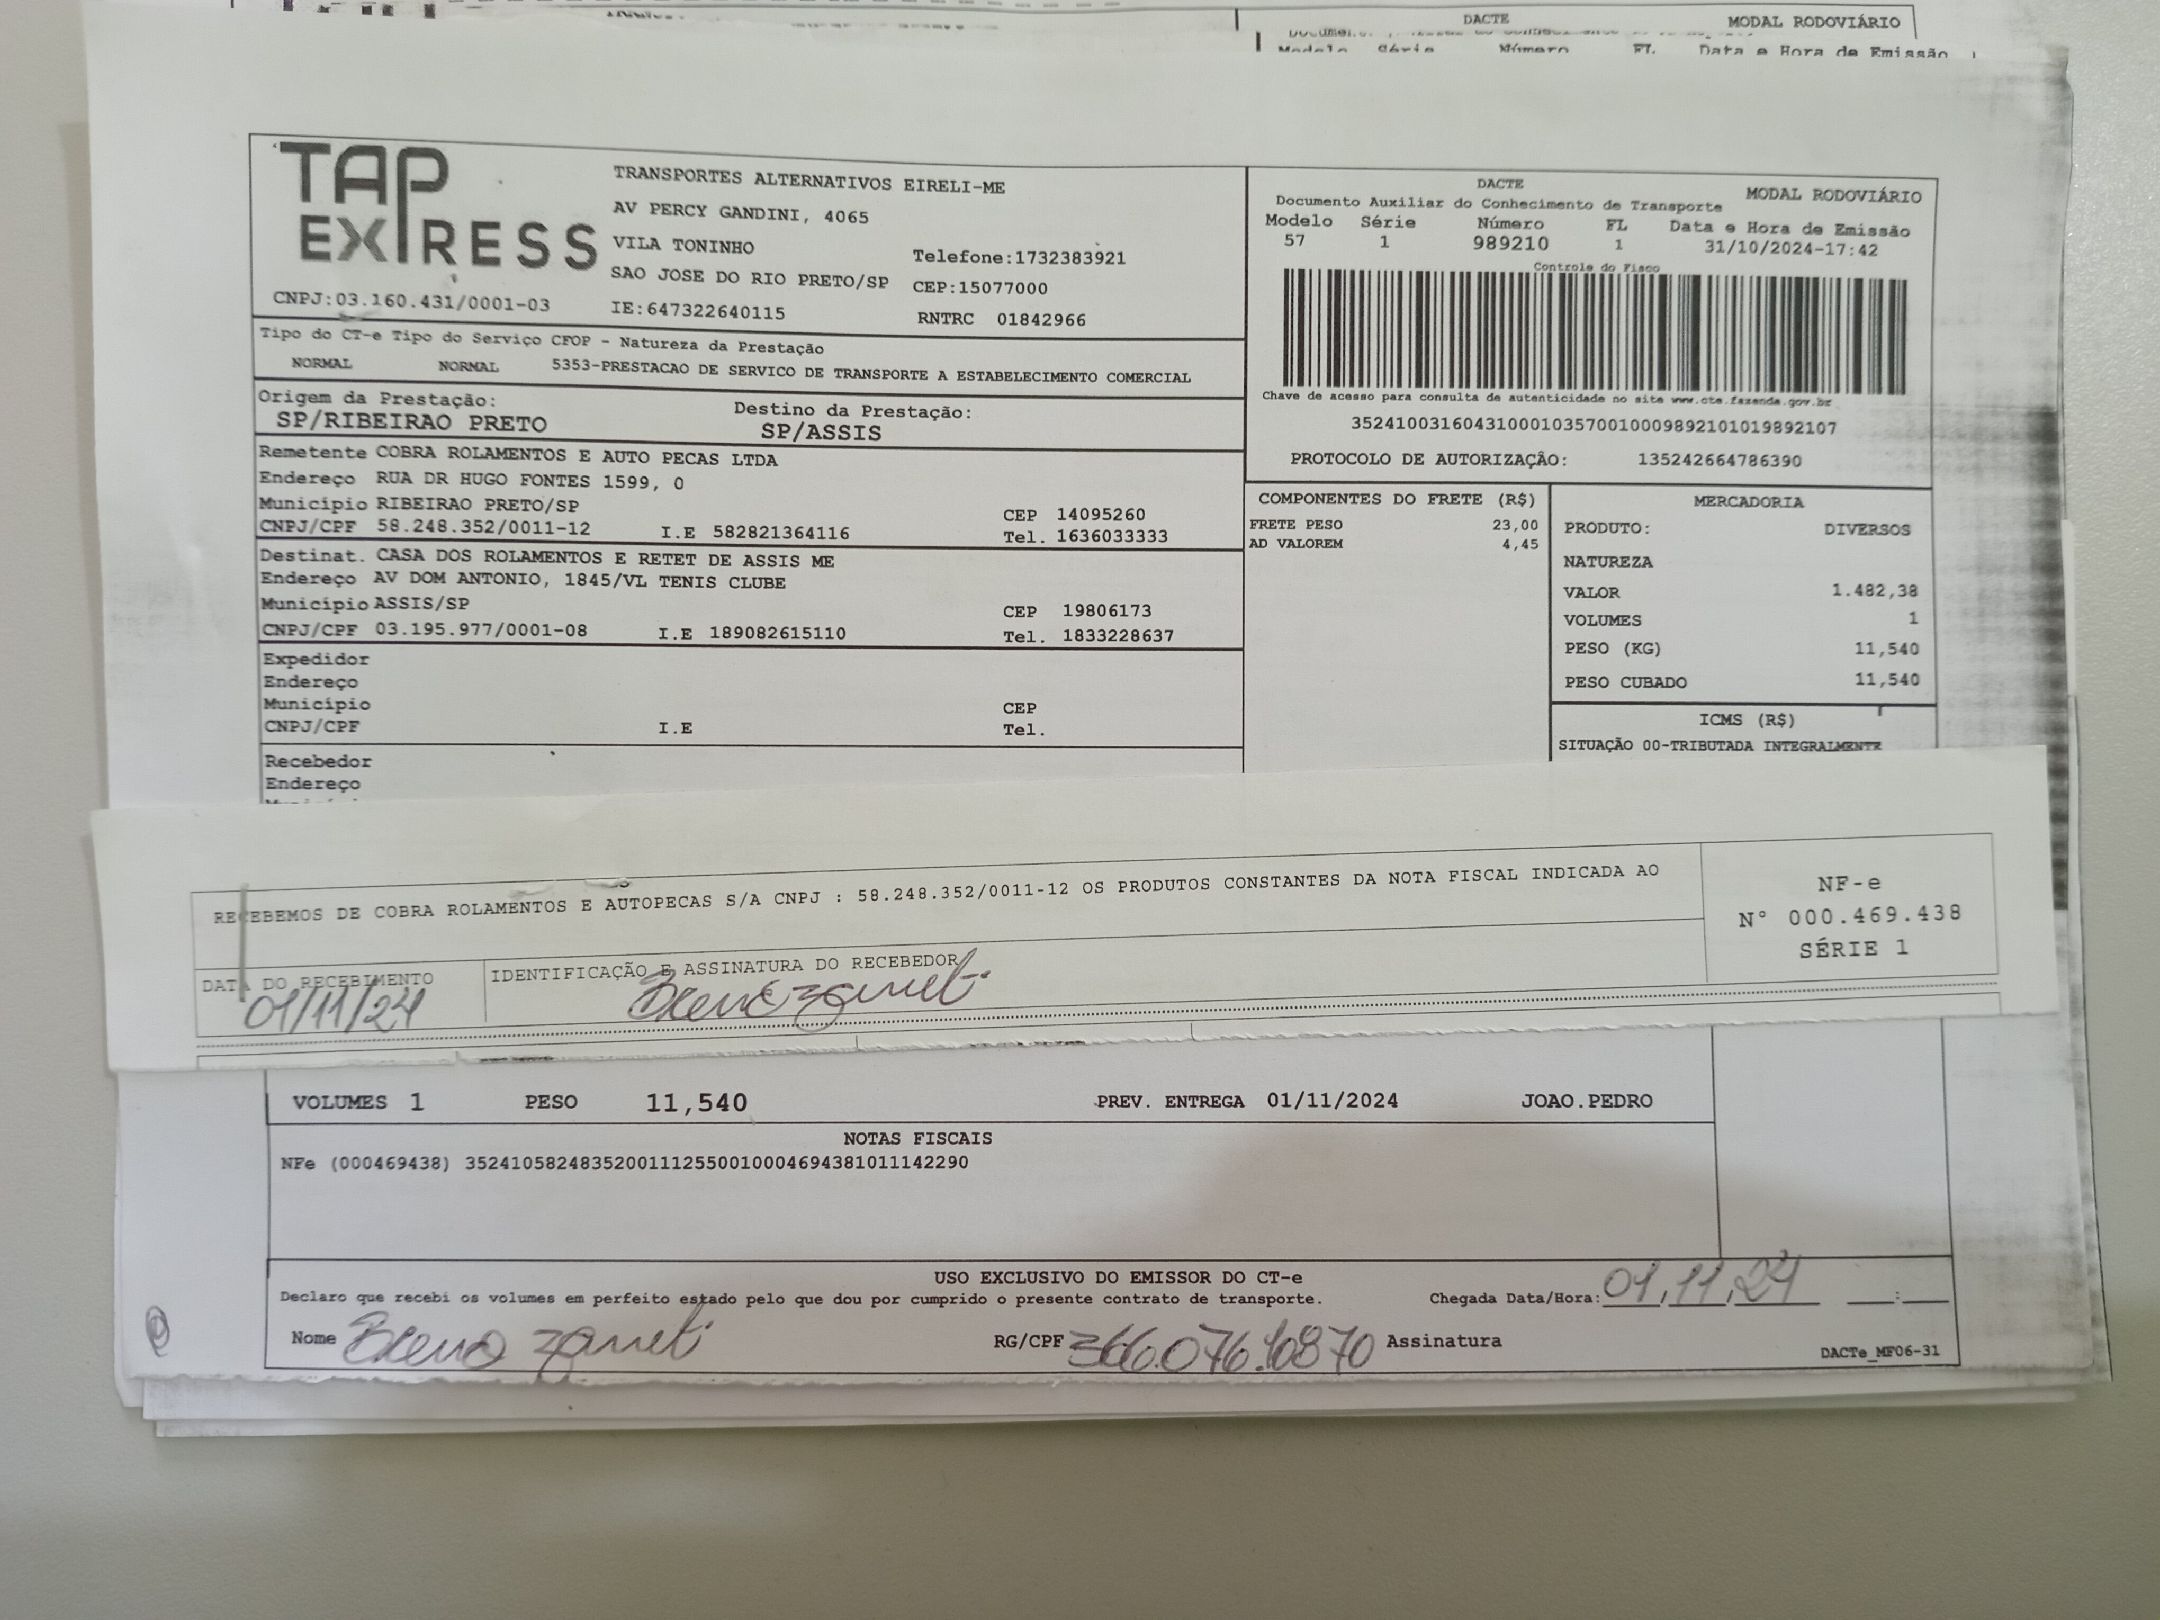 DACTE
MODAL RODOVIÁRIO
Modelo Série Número FL Data e Hora de Emissão
TAP EXPRESS
CNPJ:03.160.431/0001-03
TRANSPORTES ALTERNATIVOS EIRELI-ME
AV PERCY GANDINI, 4065
VILA TONINHO
Telefone:1732383921
SAO JOSE DO RIO PRETO/SP CEP:15077000
IE:647322640115 RNTRC 01842966
DACTE
MODAL RODOVIÁRIO
Documento Auxiliar do Conhecimento de Transporte
Modelo Série Número FL Data e Hora de Emissão
57 1 989210 1 31/10/2024-17:42
Controle do Fisco
Chave de acesso para consulta de autenticidade no site www.cte.fazenda.gov.br
35241003160431000103570010009892101019892107
PROTOCOLO DE AUTORIZAÇÃO: 135242664786390
Tipo do CT-e Tipo do Serviço CFOP - Natureza da Prestação
NORMAL NORMAL 5353-PRESTACAO DE SERVICO DE TRANSPORTE A ESTABELECIMENTO COMERCIAL
Origem da Prestação: Destino da Prestação:
SP/RIBEIRAO PRETO SP/ASSIS
Remetente COBRA ROLAMENTOS E AUTO PECAS LTDA
Endereço RUA DR HUGO FONTES 1599, 0
Município RIBEIRAO PRETO/SP CEP 14095260
CNPJ/CPF 58.248.352/0011-12 I.E 582821364116 Tel. 1636033333
Destinat. CASA DOS ROLAMENTOS E RETET DE ASSIS ME
Endereço AV DOM ANTONIO, 1845/VL TENIS CLUBE
Município ASSIS/SP CEP 19806173
CNPJ/CPF 03.195.977/0001-08 I.E 189082615110 Tel. 1833228637
Expedidor
Endereço
Município CEP
CNPJ/CPF I.E Tel.
Recebedor
Endereço
COMPONENTES DO FRETE (R$)
FRETE PESO 23,00
AD VALOREM 4,45
MERCADORIA
PRODUTO: DIVERSOS
NATUREZA
VALOR 1.482,38
VOLUMES 1
PESO (KG) 11,540
PESO CUBADO 11,540
ICMS (R$)
SITUAÇÃO 00-TRIBUTADA INTEGRALMENTE
RECEBEMOS DE COBRA ROLAMENTOS E AUTOPECAS S/A CNPJ : 58.248.352/0011-12 OS PRODUTOS CONSTANTES DA NOTA FISCAL INDICADA AO
NF-e
N° 000.469.438
SÉRIE 1
DATA DO RECEBIMENTO IDENTIFICAÇÃO E ASSINATURA DO RECEBEDOR
01/11/24 Breno Zaneti
VOLUMES 1 PESO 11,540 PREV. ENTREGA 01/11/2024 JOAO.PEDRO
NOTAS FISCAIS
NFe (000469438) 35241058248352001112550010004694381011142290
USO EXCLUSIVO DO EMISSOR DO CT-e
Declaro que recebi os volumes em perfeito estado pelo que dou por cumprido o presente contrato de transporte. Chegada Data/Hora: 01,11,24 __:__
Nome Breno Zaneti RG/CPF 366.076.10870 Assinatura
DACTe_MF06-31